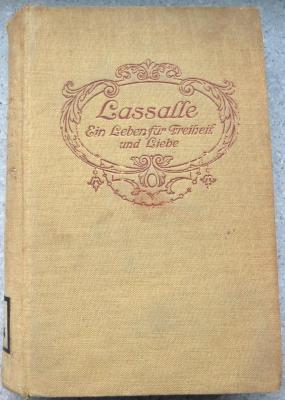 Lassalle
Ein Leben für Freiheit
und Liebe